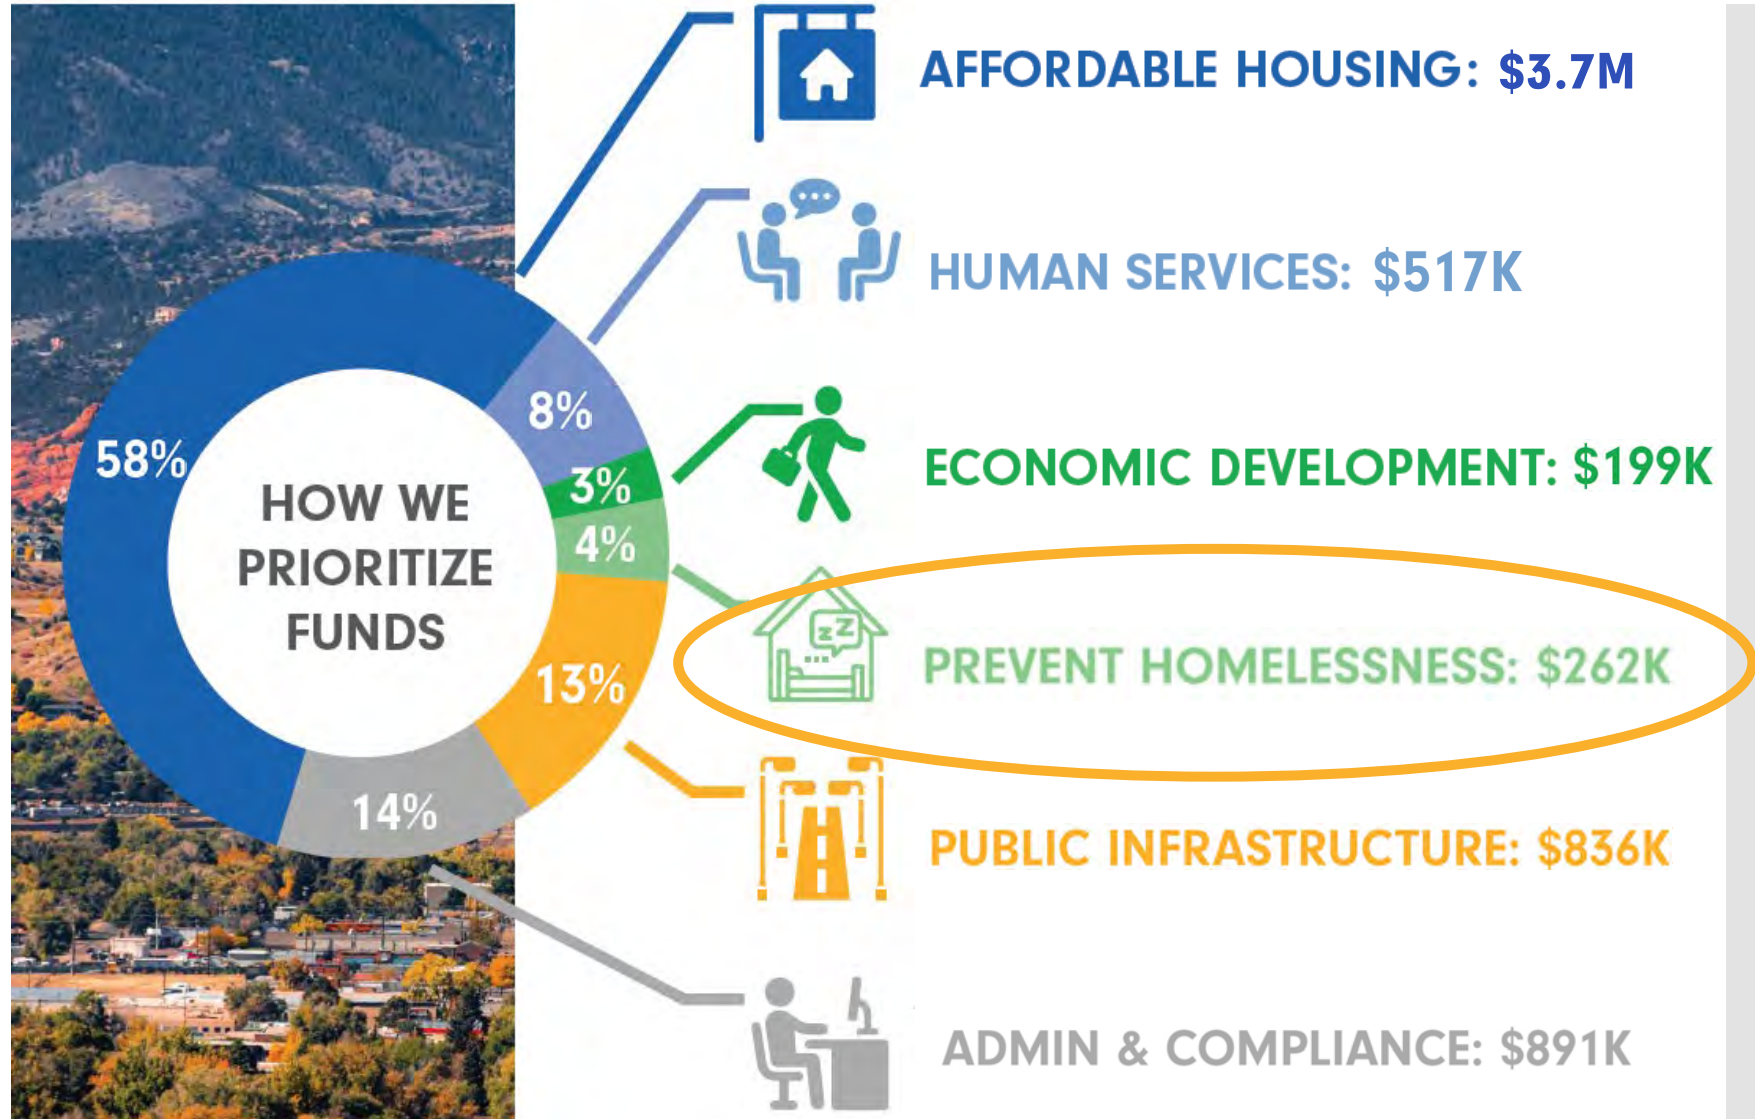 AFFORDABLE HOUSING: $3.7M
HUMAN SERVICES: $517K
8%
58%
3%
ECONOMIC DEVELOPMENT: $199K
HOW WE
PRIORITIZE
FUNDS
4%
zZ
PREVENT HOMELESSNESS: $262K
13%
14%
PUBLIC INFRASTRUCTURE: $836K
ADMIN & COMPLIANCE: $891K